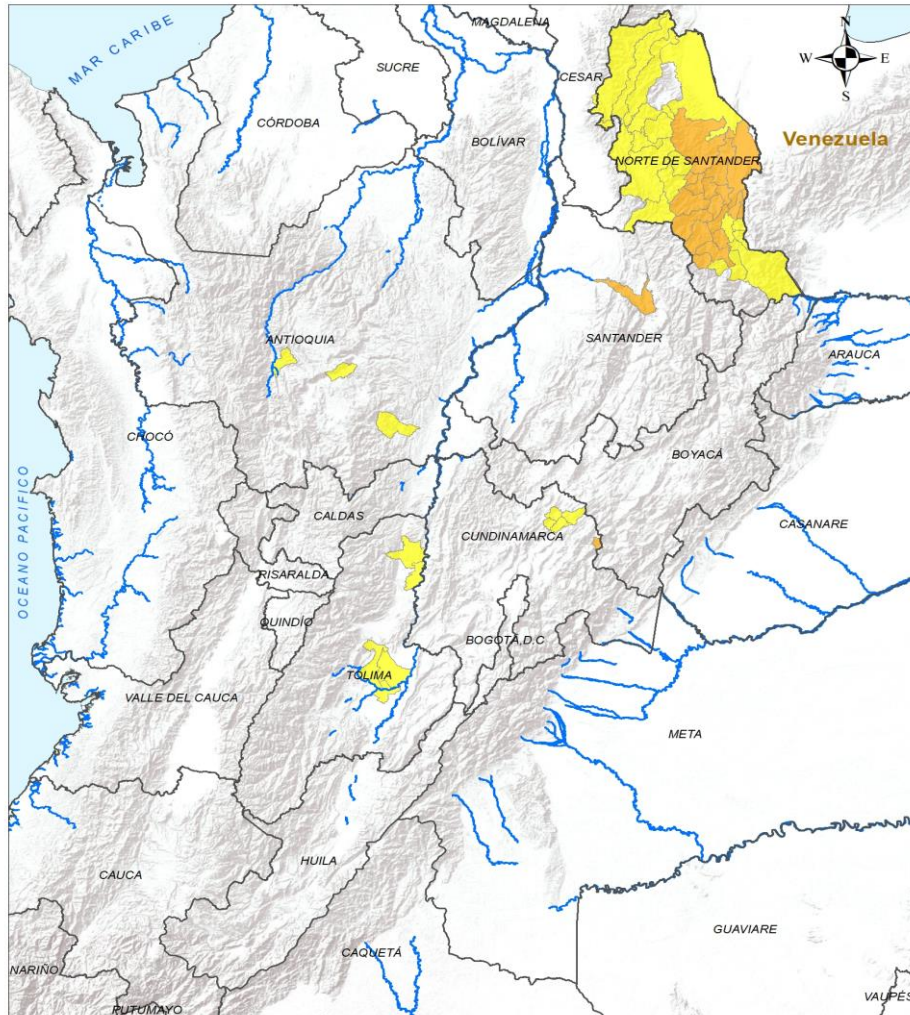 MAGDALENA
MAR CARIBE
N
W
E
S
SUCRE
CESAR
CÓRDOBA
BOLÍVAR
Venezuela
NORTE DE SANTANDER
ANTIOQUIA
SANTANDER
ARAUCA
CHOCÓ
BOYACÁ
OCEANO PACIFICO
CALDAS
CUNDINAMARCA
CASANARE
RISARALDA
QUINDÍO
BOGOTÁ, D.C
TOLIMA
VALLE DEL CAUCA
META
HUILA
CAUCA
GUAVIARE
CAQUETÁ
NARIÑO
VAUPÉS
PUTUMAYO